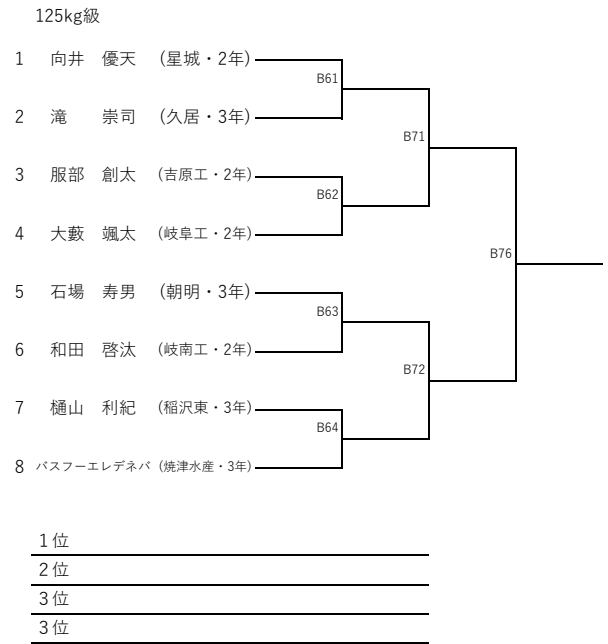 125kg級
1 向井 優天 (星城・2年)
B61
2 滝 崇司 (久居・3年)
B71
3 服部 創太 (吉原工・2年)
B62
4 大藪 颯太 (岐阜工・2年)
B76
5 石場 寿男 (朝明・3年)
B63
6 和田 啓汰 (岐南工・2年)
B72
7 樋山 利紀 (稲沢東・3年)
B64
8 バスフーエレデネバ (焼津水産・3年)
1位
2位
3位
3位